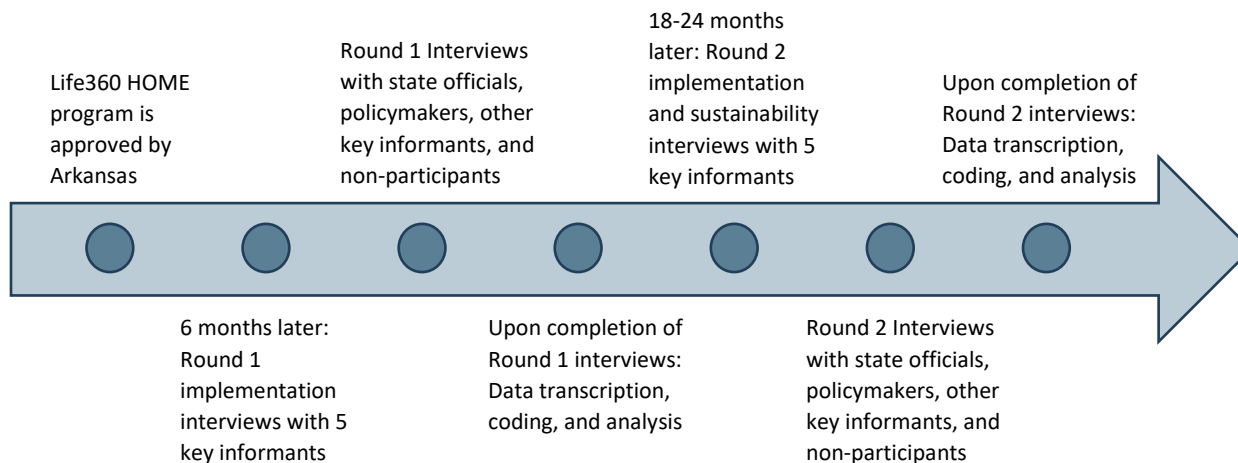 Life360 HOME
program is
approved by
Arkansas
6 months later:
Round 1
implementation
interviews with 5
key informants
Round 1 Interviews
with state officials,
policymakers, other
key informants, and
non-participants
Upon completion of
Round 1 interviews:
Data transcription,
coding, and analysis
18-24 months
later: Round 2
implementation
and sustainability
interviews with 5
key informants
Round 2 Interviews
with state officials,
policymakers, other
key informants, and
non-participants
Upon completion of
Round 2 interviews:
Data transcription,
coding, and analysis